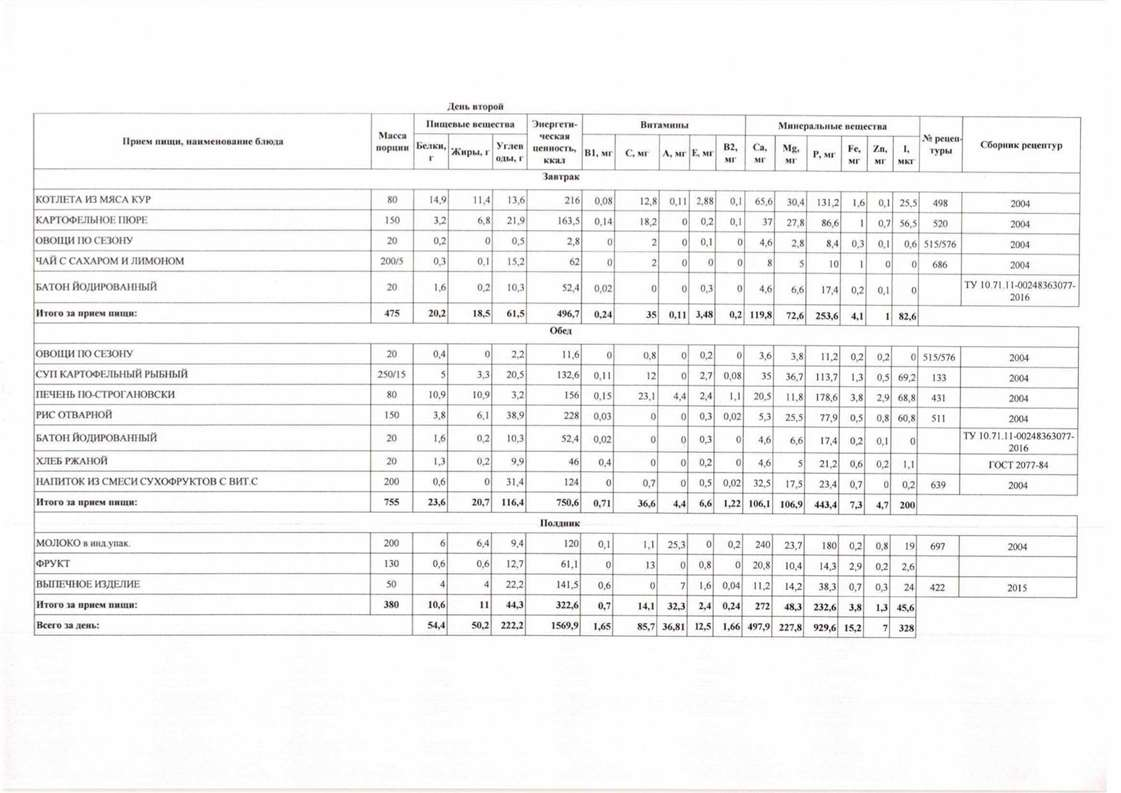 День второй
Прием пищи, наименование блюда Масса порции Пищевые вещества Энергети-ческая ценность, ккал Витамины Минеральные вещества № рецеп-туры Сборник рецептур
Белки, г Жиры, г Углев оды, г В1, мг С, мг А, мг Е, мг В2, мг Са, мг Mg, мг Р, мг Fe, мг Zn, мг I, мкг
Завтрак
КОТЛЕТА ИЗ МЯСА КУР 80 14,9 11,4 13,6 216 0,08 12,8 0,11 2,88 0,1 65,6 30,4 131,2 1,6 0,1 25,5 498 2004
КАРТОФЕЛЬНОЕ ПЮРЕ 150 3,2 6,8 21,9 163,5 0,14 18,2 0 0,2 0,1 37 27,8 86,6 1 0,7 56,5 520 2004
ОВОЩИ ПО СЕЗОНУ 20 0,2 0 0,5 2,8 0 2 0 0,1 0 4,6 2,8 8,4 0,3 0,1 0,6 515/576 2004
ЧАЙ С САХАРОМ И ЛИМОНОМ 200/5 0,3 0,1 15,2 62 0 2 0 0 0 8 5 10 1 0 0 686 2004
БАТОН ЙОДИРОВАННЫЙ 20 1,6 0,2 10,3 52,4 0,02 0 0 0,3 0 4,6 6,6 17,4 0,2 0,1 0 ТУ 10.71.11-00248363077-2016
Итого за прием пищи: 475 20,2 18,5 61,5 496,7 0,24 35 0,11 3,48 0,2 119,8 72,6 253,6 4,1 1 82,6
Обед
ОВОЩИ ПО СЕЗОНУ 20 0,4 0 2,2 11,6 0 0,8 0 0,2 0 3,6 3,8 11,2 0,2 0,2 0 515/576 2004
СУП КАРТОФЕЛЬНЫЙ РЫБНЫЙ 250/15 5 3,3 20,5 132,6 0,11 12 0 2,7 0,08 35 36,7 113,7 1,3 0,5 69,2 133 2004
ПЕЧЕНЬ ПО-СТРОГАНОВСКИ 80 10,9 10,9 3,2 156 0,15 23,1 4,4 2,4 1,1 20,5 11,8 178,6 3,8 2,9 68,8 431 2004
РИС ОТВАРНОЙ 150 3,8 6,1 38,9 228 0,03 0 0 0,3 0,02 5,3 25,5 77,9 0,5 0,8 60,8 511 2004
БАТОН ЙОДИРОВАННЫЙ 20 1,6 0,2 10,3 52,4 0,02 0 0 0,3 0 4,6 6,6 17,4 0,2 0,1 0 ТУ 10.71.11-00248363077-2016
ХЛЕБ РЖАНОЙ 20 1,3 0,2 9,9 46 0,4 0 0 0,2 0 4,6 5 21,2 0,6 0,2 1,1 ГОСТ 2077-84
НАПИТОК ИЗ СМЕСИ СУХОФРУКТОВ С ВИТ.С 200 0,6 0 31,4 124 0 0,7 0 0,5 0,02 32,5 17,5 23,4 0,7 0 0,2 639 2004
Итого за прием пищи: 755 23,6 20,7 116,4 750,6 0,71 36,6 4,4 6,6 1,22 106,1 106,9 443,4 7,3 4,7 200
Полдник
МОЛОКО в инд.упак. 200 6 6,4 9,4 120 0,1 1,1 25,3 0 0,2 240 23,7 180 0,2 0,8 19 697 2004
ФРУКТ 130 0,6 0,6 12,7 61,1 0 13 0 0,8 0 20,8 10,4 14,3 2,9 0,2 2,6
ВЫПЕЧНОЕ ИЗДЕЛИЕ 50 4 4 22,2 141,5 0,6 0 7 1,6 0,04 11,2 14,2 38,3 0,7 0,3 24 422 2015
Итого за прием пищи: 380 10,6 11 44,3 322,6 0,7 14,1 32,3 2,4 0,24 272 48,3 232,6 3,8 1,3 45,6
Всего за день: 54,4 50,2 222,2 1569,9 1,65 85,7 36,81 12,5 1,66 497,9 227,8 929,6 15,2 7 328